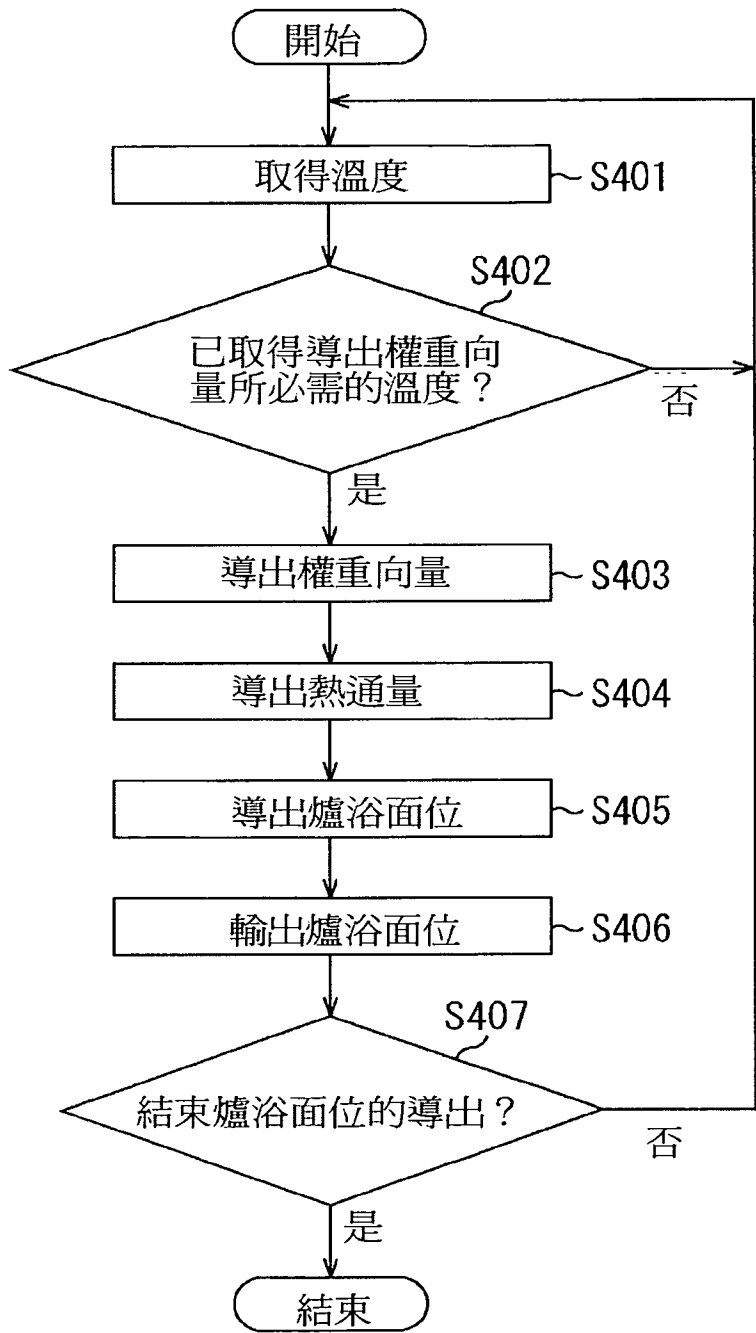 開始
取得溫度
S401
S402
已取得導出權重向
量所必需的溫度？
否
是
導出權重向量
S403
導出熱通量
S404
導出爐浴面位
S405
輸出爐浴面位
S406
S407
結束爐浴面位的導出？
否
是
結束